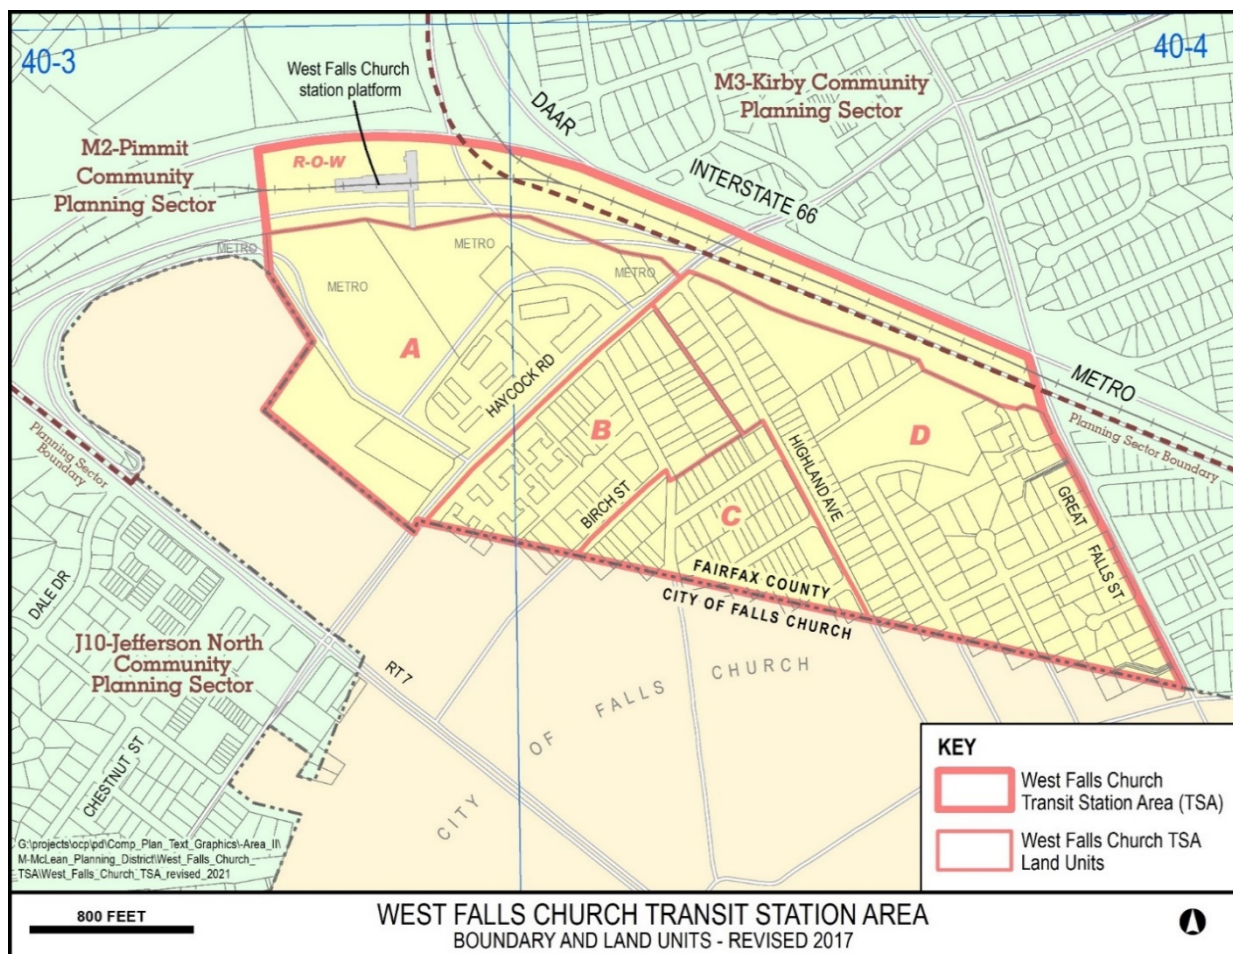 40-3
40-4
West Falls Church
station platform
M3-Kirby Community
Planning Sector
DAAR
M2-Pimmit
Community
Planning Sector
R-O-W
INTERSTATE 66
METRO
METRO
METRO
METRO
A
HAYCOCK RD
METRO
Planning Sector Boundary
B
D
HIGHLAND AVE
Planning Sector
Boundary
BIRCH ST
C
GREAT
FALLS ST
FAIRFAX COUNTY
CITY OF FALLS CHURCH
DALE DR
J10-Jefferson North
Community
Planning Sector
RT 7
CITY OF FALLS CHURCH
CHESTNUT ST
KEY
West Falls Church
Transit Station Area (TSA)
West Falls Church TSA
Land Units
G:\projects\ocp\pd\Comp_Plan_Text_Graphics\-Area_II\
M-McLean_Planning_District\West_Falls_Church_
TSA\West_Falls_Church_TSA_revised_2021
800 FEET
WEST FALLS CHURCH TRANSIT STATION AREA
BOUNDARY AND LAND UNITS - REVISED 2017